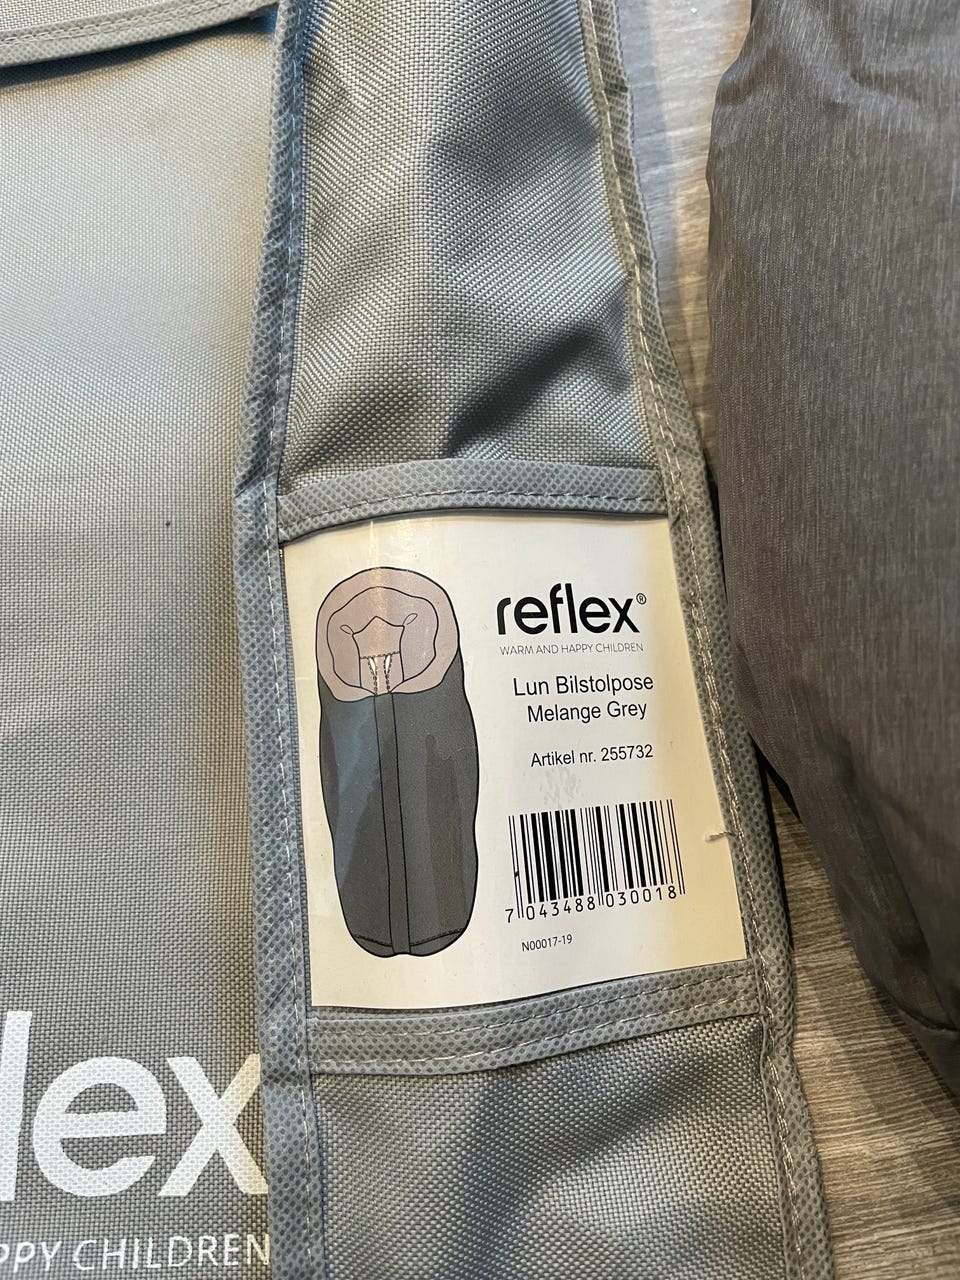 reflex®
WARM AND HAPPY CHILDREN
Lun Bilstolpose
Melange Grey
Artikel nr. 255732
7 043488 030018
N00017-19
lex
PPY CHILDREN